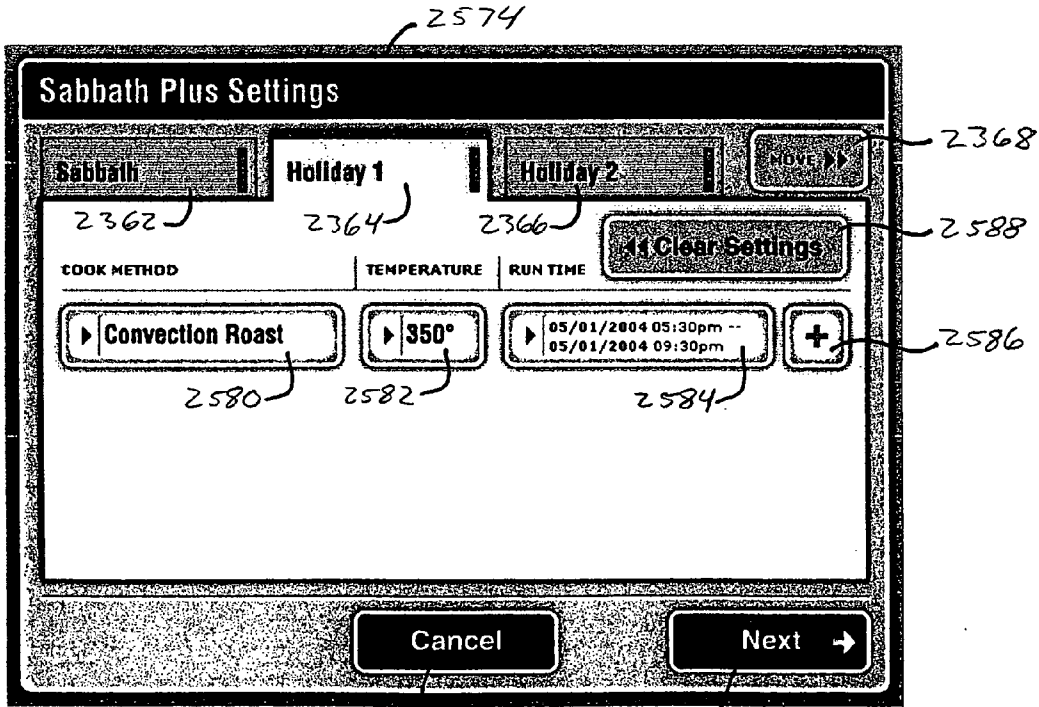 2574
Sabbath Plus Settings
Sabbath
Holiday 1
Holiday 2
MOVE
2368
2362
2364
2366
Clear Settings
2588
COOK METHOD
TEMPERATURE
RUN TIME
Convection Roast
350°
05/01/2004 05:30pm --
05/01/2004 09:30pm
+
2586
2580
2582
2584
Cancel
Next